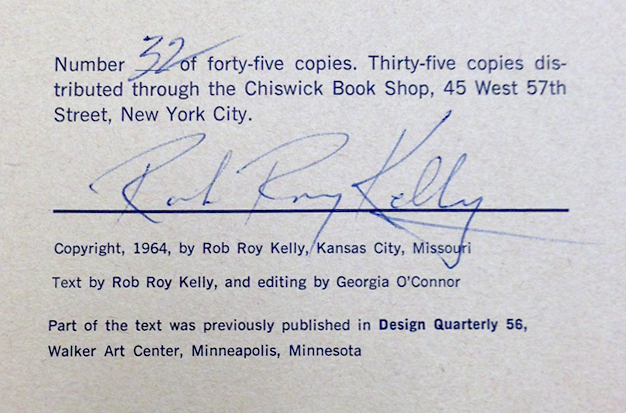 Number 32 of forty-five copies. Thirty-five copies dis-
tributed through the Chiswick Book Shop, 45 West 57th
Street, New York City.
Rob Roy Kelly
Copyright, 1964, by Rob Roy Kelly, Kansas City, Missouri
Text by Rob Roy Kelly, and editing by Georgia O'Connor
Part of the text was previously published in Design Quarterly 56,
Walker Art Center, Minneapolis, Minnesota